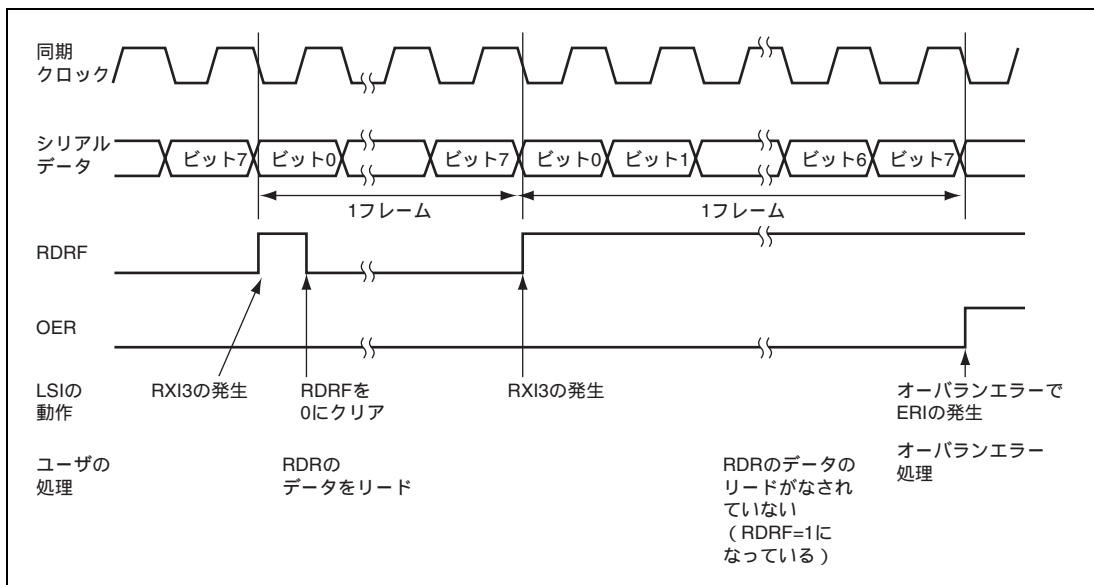 同期
クロック
シリアル
データ
ビット7
ビット0
ビット7
ビット0
ビット1
ビット6
ビット7
1フレーム
1フレーム
RDRF
OER
LSIの
動作
RXI3の発生
RDRFを
0にクリア
RXI3の発生
オーバランエラーで
ERIの発生
ユーザの
処理
RDRの
データをリード
RDRのデータの
リードがなされ
ていない
(RDRF=1に
なっている)
オーバランエラー
処理